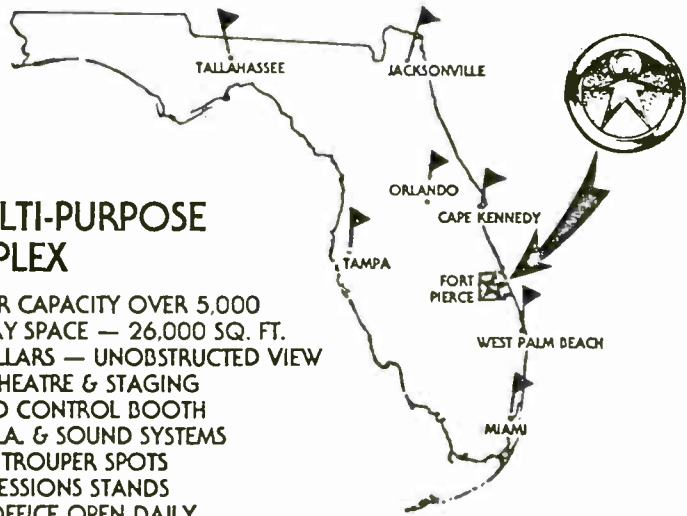 TALLAHASSEE
JACKSONVILLE
ORLANDO
CAPE KENNEDY
TAMPA
FORT
PIERCE
WEST PALM BEACH
MIAMI
LTI-PURPOSE
PLEX
R CAPACITY OVER 5,000
AY SPACE — 26,000 SQ. FT.
LLARS — UNOBSTRUCTED VIEW
HEATRE & STAGING
D CONTROL BOOTH
.A. & SOUND SYSTEMS
TROUPER SPOTS
ESSIONS STANDS
OFFICE OPEN DAILY